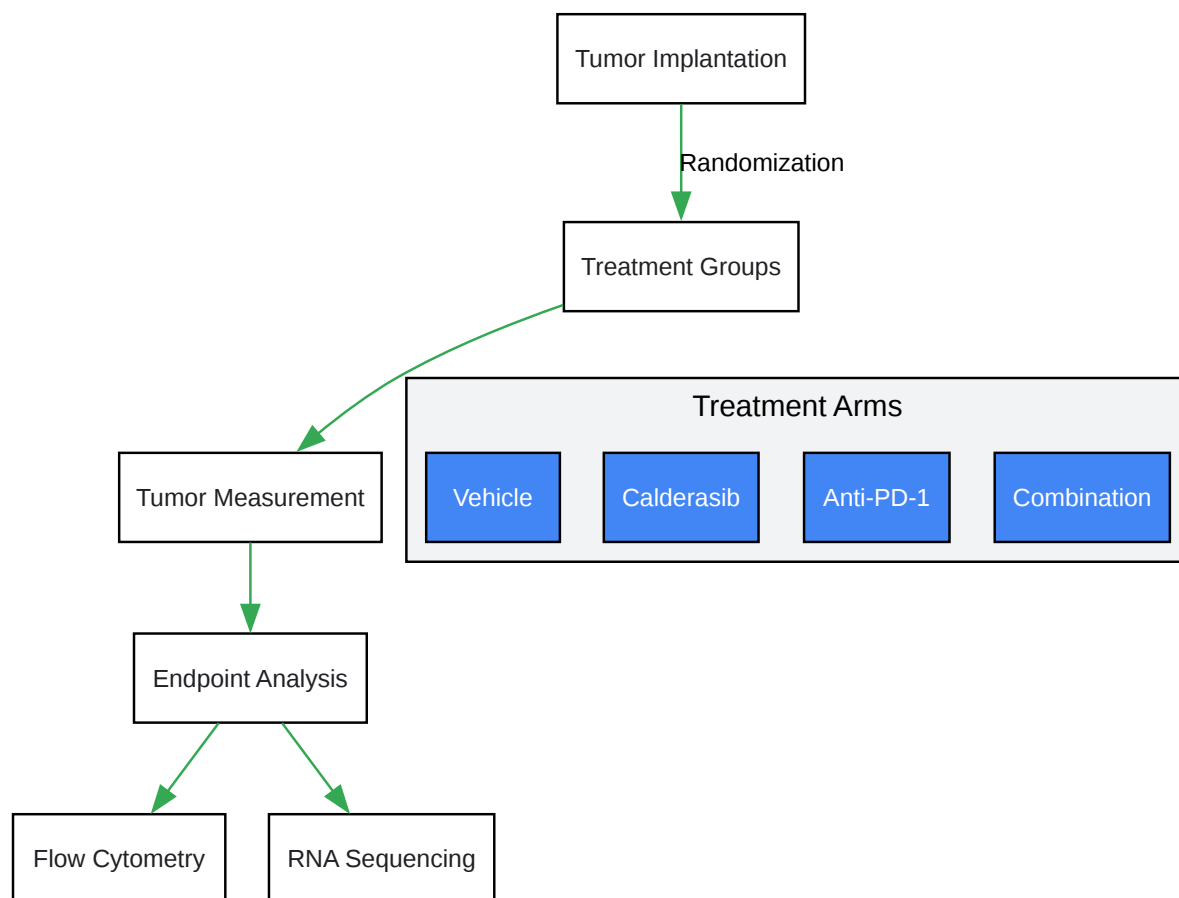 Tumor Implantation
Randomization
Treatment Groups
Treatment Arms
Tumor Measurement
Vehicle
Calderasib
Anti-PD-1
Combination
Endpoint Analysis
Flow Cytometry
RNA Sequencing